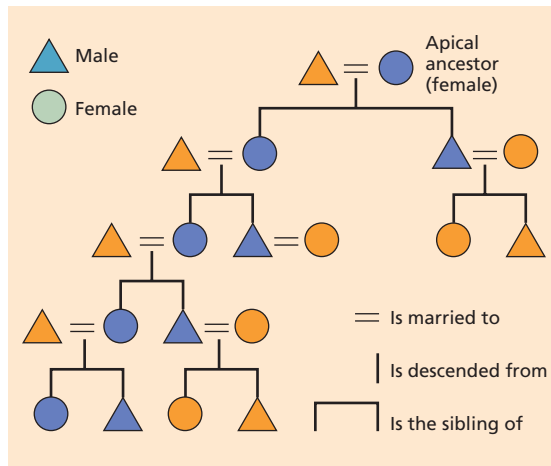 Male
Female
Apical
ancestor
(female)
Is married to
Is descended from
Is the sibling of